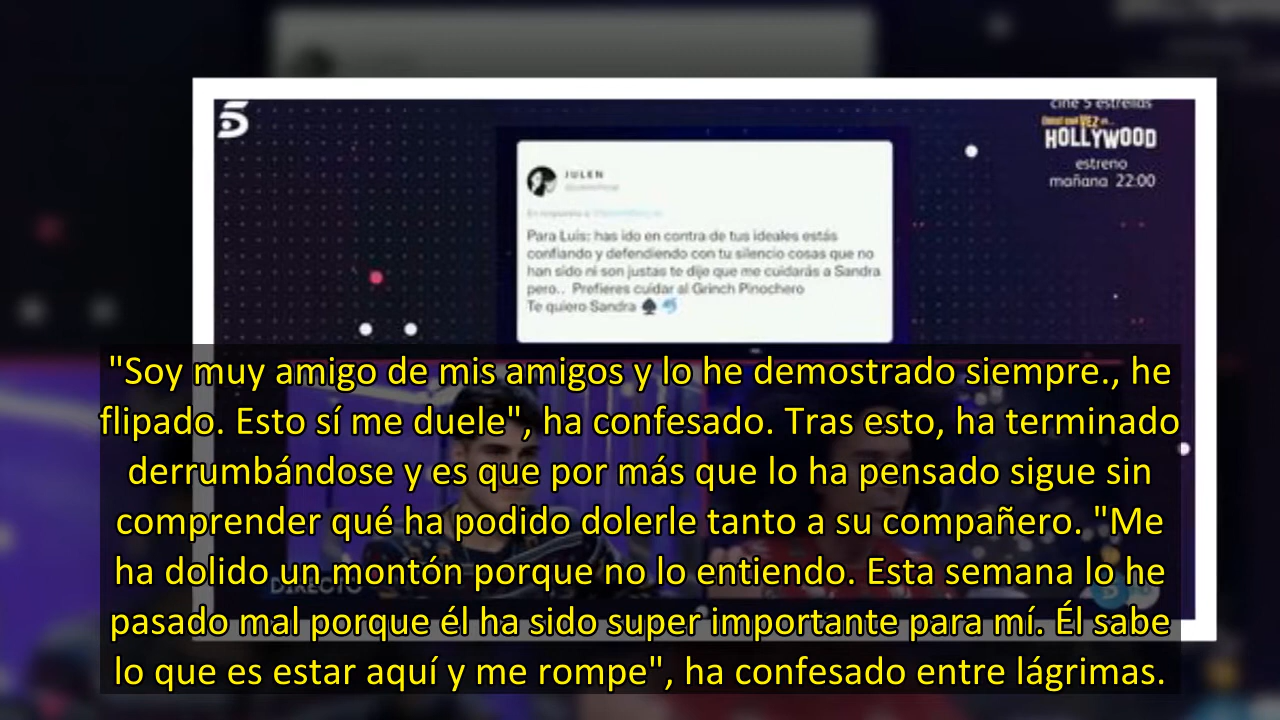 5
cine 5 estrellas
HOLLYWOOD
estreno
mañana 22:00
JULEN
En respuesta a
Para Luis: has ido en contra de tus ideales estás
confiando y defendiendo con tu silencio cosas que no
han sido ni son justas te dije que me cuidarás a Sandra
pero.. Prefieres cuidar al Grinch Pinochero
Te quiero Sandra
"Soy muy amigo de mis amigos y lo he demostrado siempre., he
flipado. Esto sí me duele", ha confesado. Tras esto, ha terminado
derrumbándose y es que por más que lo ha pensado sigue sin
comprender qué ha podido dolerle tanto a su compañero. "Me
ha dolido un montón porque no lo entiendo. Esta semana lo he
pasado mal porque él ha sido super importante para mí. Él sabe
lo que es estar aquí y me rompe", ha confesado entre lágrimas.
DIRECTO